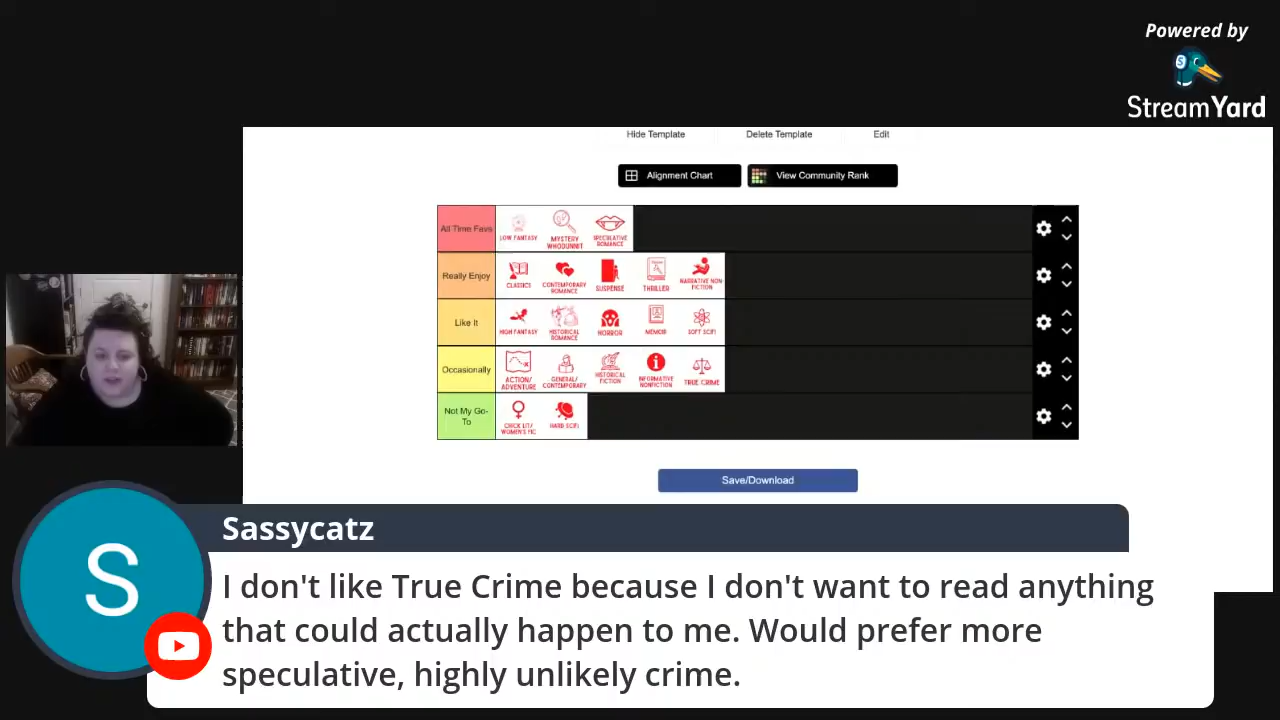 Powered by
StreamYard
Hide Template Delete Template Edit
Alignment Chart View Community Rank
All Time Favs LOW FANTASY MYSTERY WHODUNNIT SPECULATIVE ROMANCE
Really Enjoy CLASSICS CONTEMPORARY ROMANCE SUSPENSE THRILLER NARRATIVE NON FICTION
Like It HIGH FANTASY HISTORICAL ROMANCE HORROR MEMOIR SOFT SCIFI
Occasionally ACTION/ ADVENTURE GENERAL/ CONTEMPORARY HISTORICAL FICTION INFORMATIVE NONFICTION TRUE CRIME
Not My Go-
To
CHICK LIT/ WOMEN'S FIC HARD SCIFI
Save/Download
S
Sassycatz
I don't like True Crime because I don't want to read anything
that could actually happen to me. Would prefer more
speculative, highly unlikely crime.